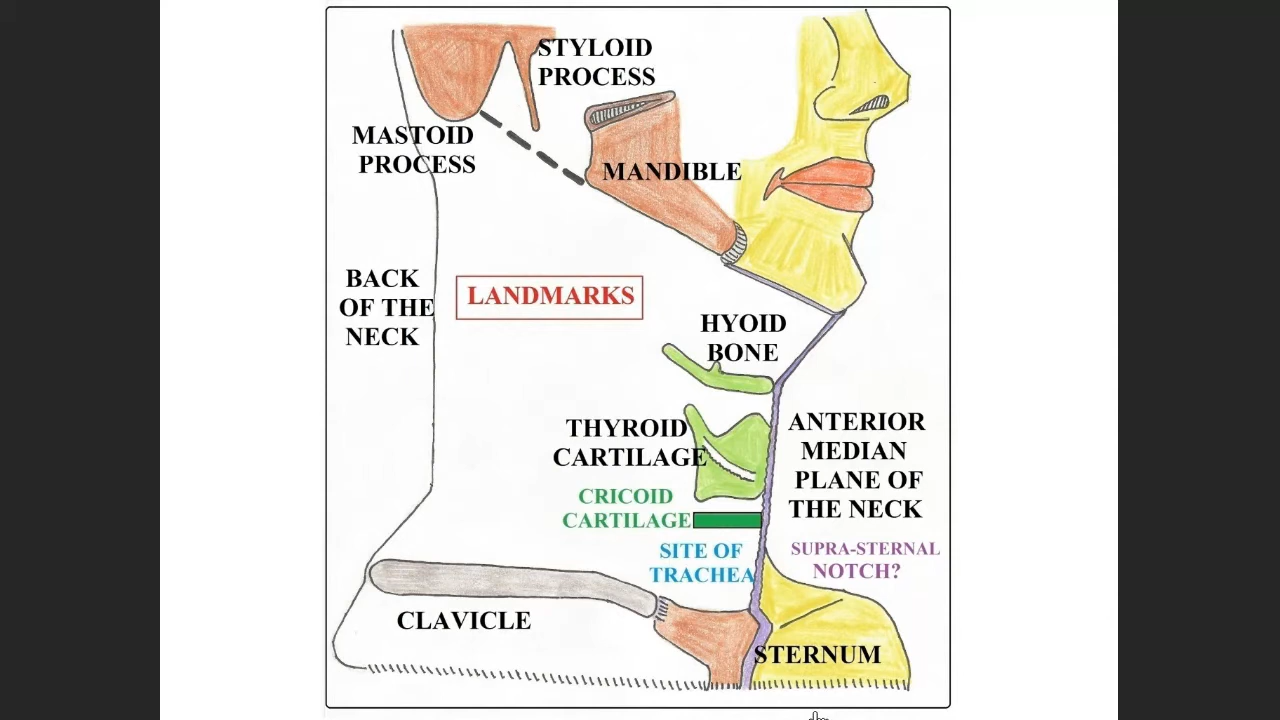 STYLOID
PROCESS
MASTOID
PROCESS
MANDIBLE
BACK
OF THE
NECK
LANDMARKS
HYOID
BONE
THYROID
CARTILAGE
ANTERIOR
MEDIAN
PLANE OF
THE NECK
CRICOID
CARTILAGE
SITE OF
TRACHEA
SUPRA-STERNAL
NOTCH?
CLAVICLE
STERNUM